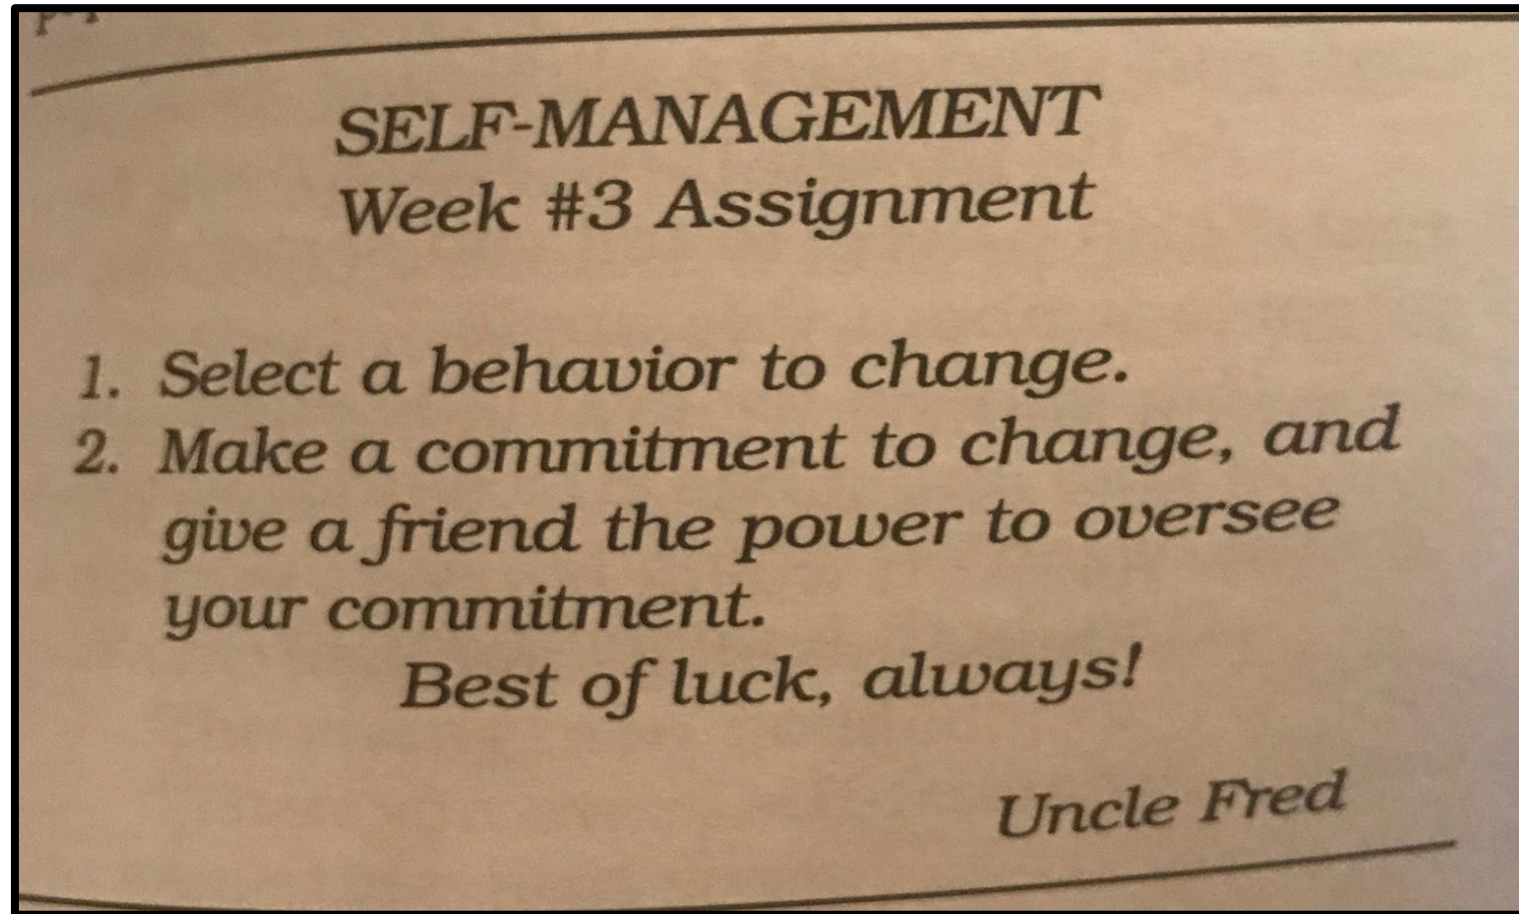 SELF-MANAGEMENT
Week #3 Assignment
1. Select a behavior to change.
2. Make a commitment to change, and
give a friend the power to oversee
your commitment.
Best of luck, always!
Uncle Fred